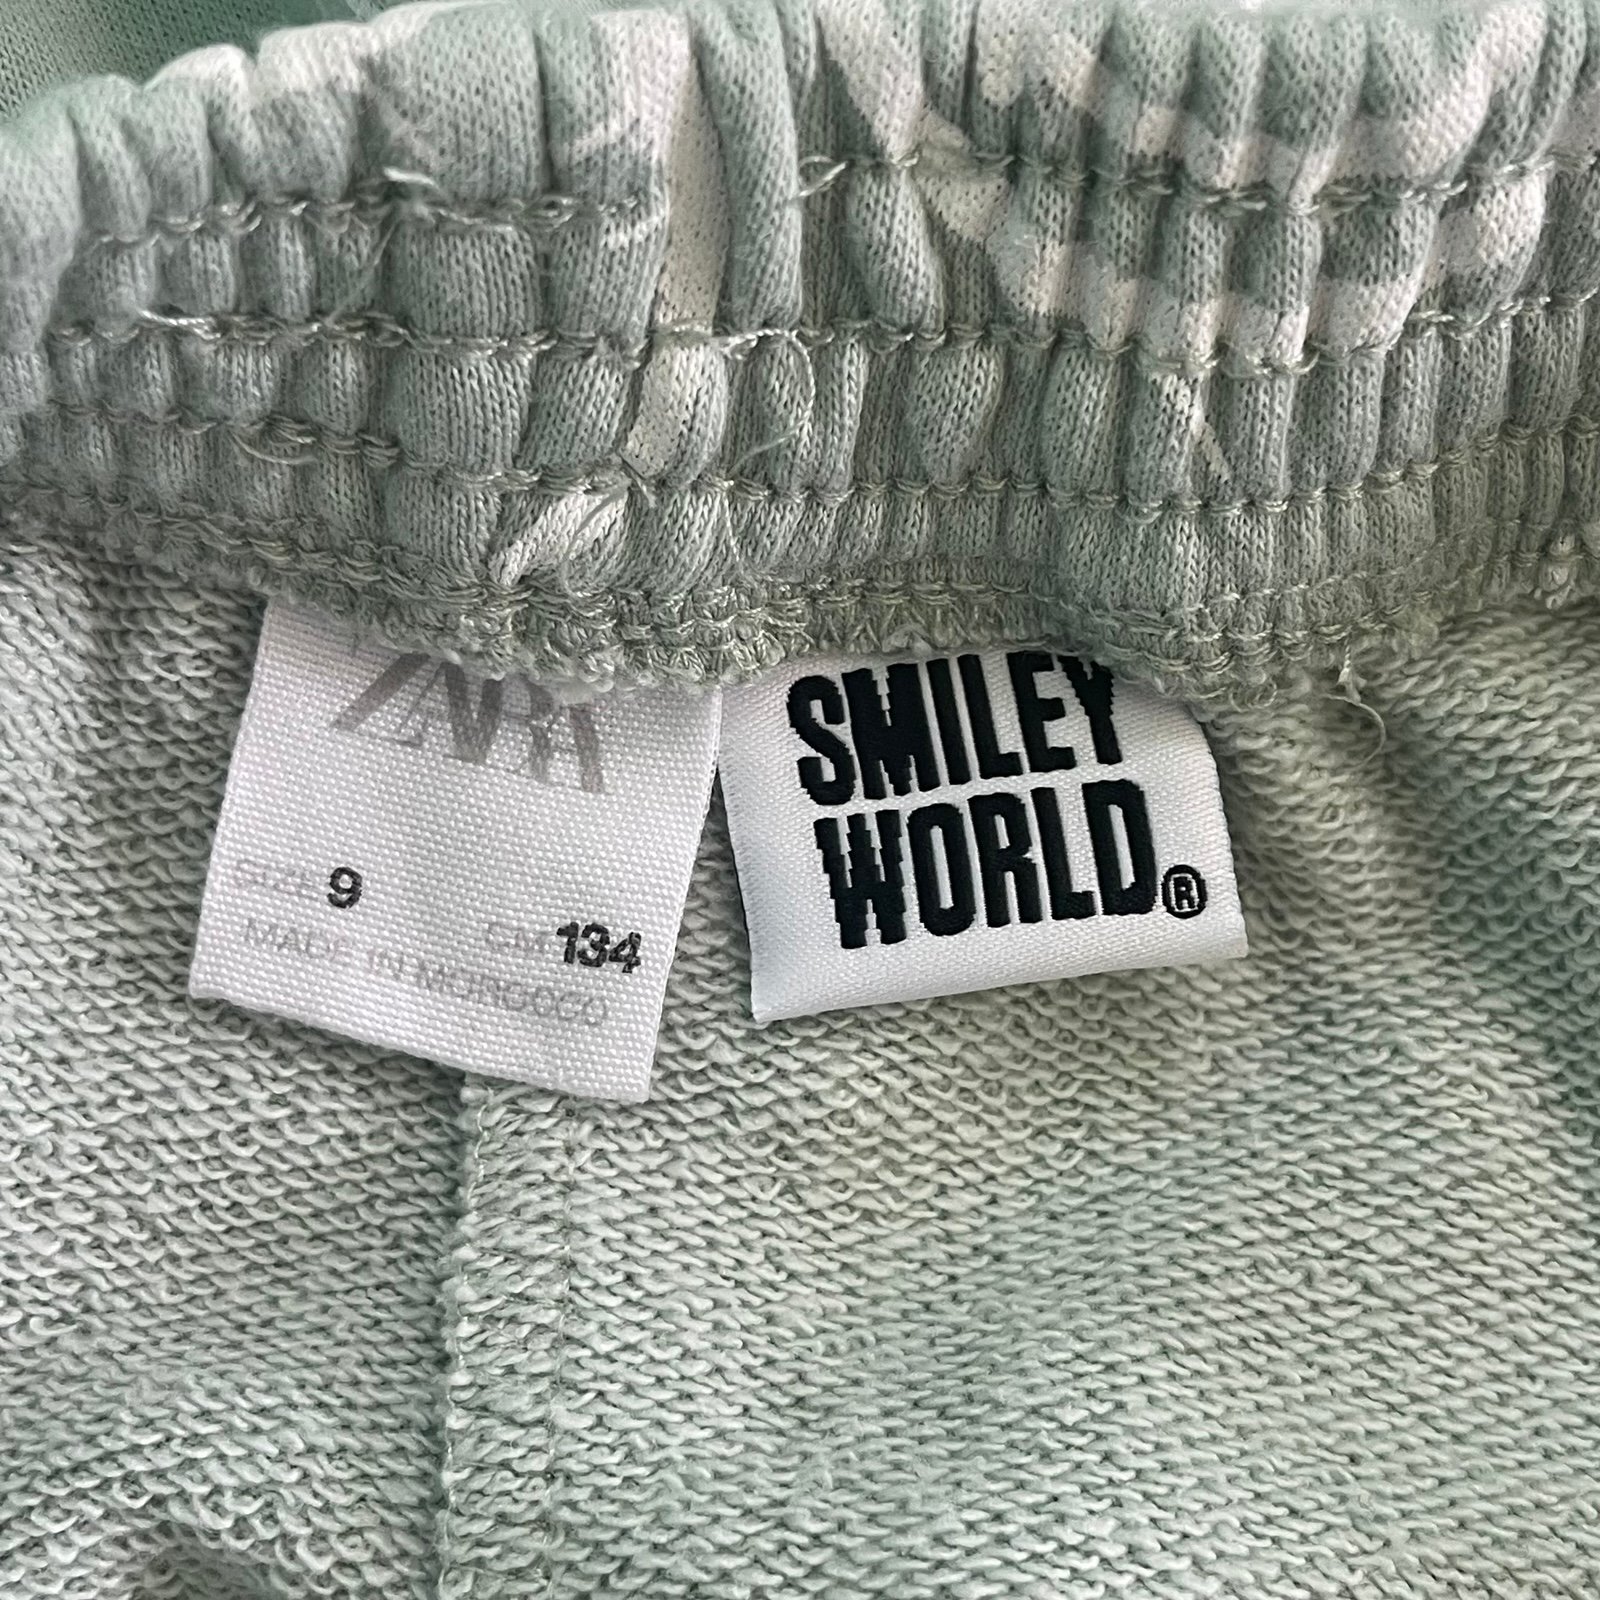 ZARA
SIZE 9
CM 134
MADE IN MOROCCO
SMILEY
WORLD®